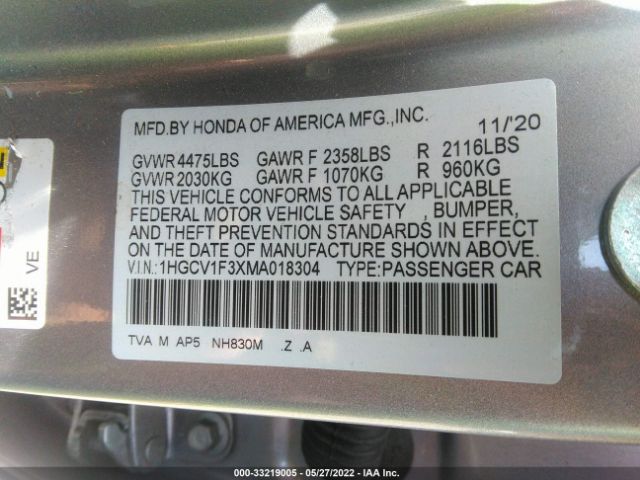 MFD.BY HONDA OF AMERICA MFG.,INC. 11/'20
GVWR 4475LBS GAWR F 2358LBS R 2116LBS
GVWR 2030KG GAWR F 1070KG R 960KG
THIS VEHICLE CONFORMS TO ALL APPLICABLE
FEDERAL MOTOR VEHICLE SAFETY , BUMPER,
AND THEFT PREVENTION STANDARDS IN EFFECT
ON THE DATE OF MANUFACTURE SHOWN ABOVE.
V.I.N.: 1HGCV1F3XMA018304 TYPE:PASSENGER CAR
TVA M AP5 NH830M .Z .A
VE
000-33219005 - 05/27/2022 - IAA Inc.